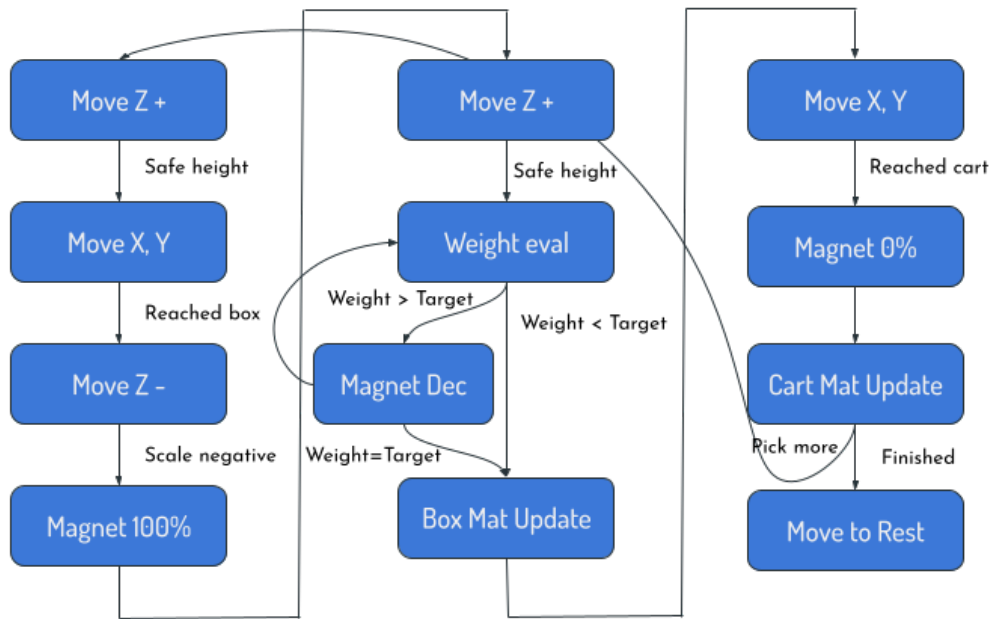 Move Z +
Safe height
Move X, Y
Reached box
Move Z -
Scale negative
Magnet 100%
Move Z +
Safe height
Weight eval
Weight > Target
Weight < Target
Magnet Dec
Weight=Target
Box Mat Update
Move X, Y
Reached cart
Magnet 0%
Cart Mat Update
Pick more
Finished
Move to Rest